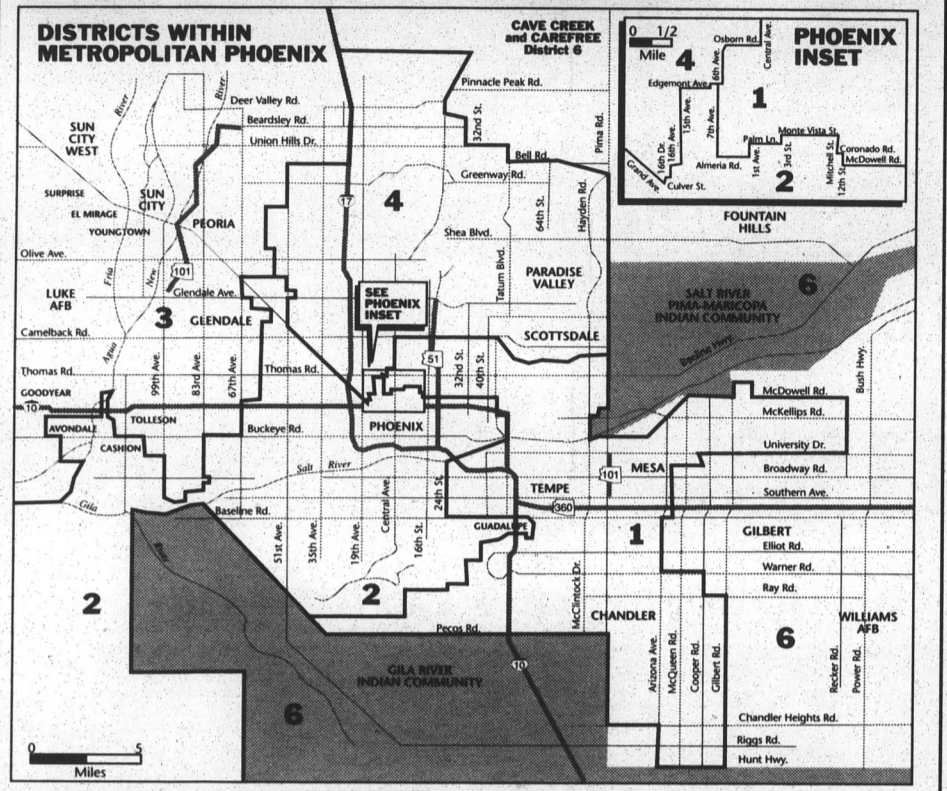 DISTRICTS WITHIN
METROPOLITAN PHOENIX
CAVE CREEK
and CAREFREE
District 6
0 1/2
Mile
PHOENIX
INSET
4
Osborn Rd.
Central Ave.
6th Ave.
Edgemont Ave.
1
15th Ave.
7th Ave.
16th Dr.
16th Ave.
Palm Ln.
Monte Vista St.
Coronado Rd.
McDowell Rd.
Almeria Rd.
1st Ave.
3rd St.
Mitchell St.
12th St.
Grand Ave.
Culver St.
2
River
River
Deer Valley Rd.
Beardsley Rd.
Union Hills Dr.
Pinnacle Peak Rd.
32nd St.
Pima Rd.
Bell Rd.
Greenway Rd.
SUN
CITY
WEST
SURPRISE
SUN
CITY
EL MIRAGE
YOUNGTOWN
PEORIA
17
4
64th St.
Hayden Rd.
Shea Blvd.
FOUNTAIN
HILLS
Olive Ave.
101
Fria
New
Glendale Ave.
LUKE
AFB
3
GLENDALE
SEE
PHOENIX
INSET
Tatum Blvd.
PARADISE
VALLEY
6
SALT RIVER
PIMA-MARICOPA
INDIAN COMMUNITY
Beeline Hwy.
Camelback Rd.
Agua
SCOTTSDALE
51
Thomas Rd.
99th Ave.
83rd Ave.
67th Ave.
Thomas Rd.
32nd St.
40th St.
Bush Hwy.
GOODYEAR
10
AVONDALE
TOLLESON
CASHION
Buckeye Rd.
PHOENIX
McDowell Rd.
McKellips Rd.
University Dr.
Broadway Rd.
Southern Ave.
Salt River
101
MESA
TEMPE
360
Gila
River
Baseline Rd.
51st Ave.
35th Ave.
19th Ave.
Central Ave.
16th St.
24th St.
GUADALUPE
1
GILBERT
Elliot Rd.
Warner Rd.
Ray Rd.
2
2
McClintock Dr.
CHANDLER
WILLIAMS
AFB
Pecos Rd.
6
GILA RIVER
INDIAN COMMUNITY
10
Arizona Ave.
McQueen Rd.
Cooper Rd.
Gilbert Rd.
Recker Rd.
Power Rd.
6
Chandler Heights Rd.
Riggs Rd.
Hunt Hwy.
0 5
Miles